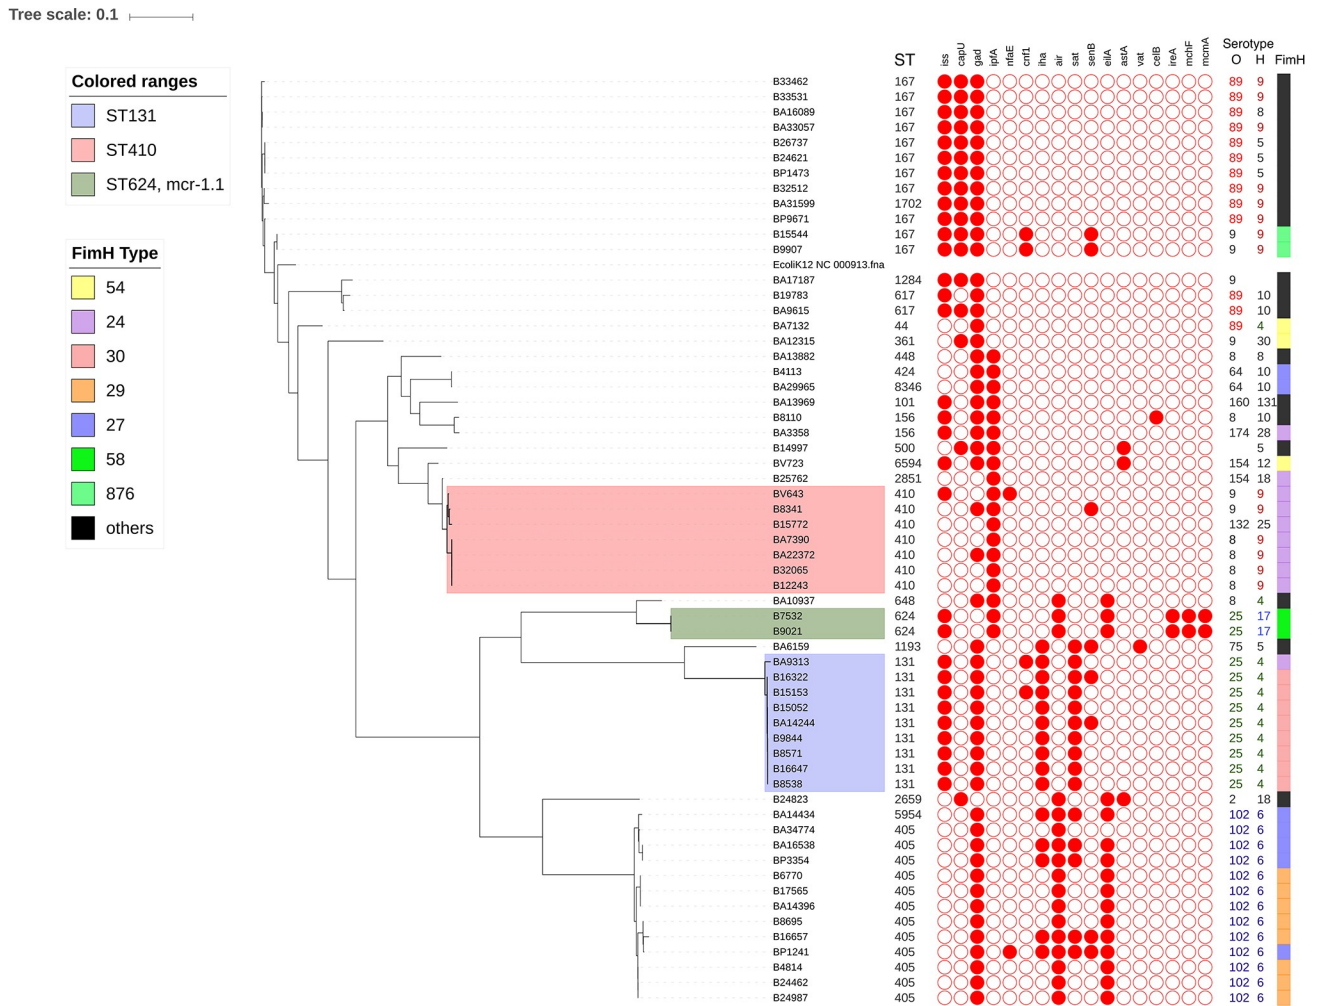 Tree scale: 0.1
Colored ranges
ST131
ST410
ST624, mcr-1.1
FimH Type
54
24
30
29
27
58
876
others
ST iss capU gad ipfA nfaE cnf1 iha air sat senB eilA astA vat celB ireA mchF mcmA Serotype
O H FimH
B33462 167 89 9
B33531 167 89 9
BA16089 167 89 8
BA33057 167 89 9
B26737 167 89 5
B24621 167 89 5
BP1473 167 89 5
B32512 167 89 9
BA31599 1702 89 9
BP9671 167 89 9
B15544 167 9 9
B9907 167 9 9
EcoliK12 NC 000913.fna
BA17187 1284 9
B19783 617 89 10
BA9615 617 89 10
BA7132 44 89 4
BA12315 361 9 30
BA13882 448 8 8
B4113 424 64 10
BA29965 8346 64 10
BA13969 101 160 131
B8110 156 8 10
BA3358 156 174 28
B14997 500 5
BV723 6594 154 12
B25762 2851 154 18
BV643 410 9 9
B8341 410 9 9
B15772 410 132 25
BA7390 410 8 9
BA22372 410 8 9
B32065 410 8 9
B12243 410 8 9
BA10937 648 8 4
B7532 624 25 17
B9021 624 25 17
BA6159 1193 75 5
BA9313 131 25 4
B16322 131 25 4
B15153 131 25 4
B15052 131 25 4
BA14244 131 25 4
B9844 131 25 4
B8571 131 25 4
B16647 131 25 4
B8538 131 25 4
B24823 2659 2 18
BA14434 5954 102 6
BA34774 405 102 6
BA16538 405 102 6
BP3354 405 102 6
B6770 405 102 6
B17565 405 102 6
BA14396 405 102 6
B8695 405 102 6
B16657 405 102 6
BP1241 405 102 6
B4814 405 102 6
B24462 405 102 6
B24987 405 102 6